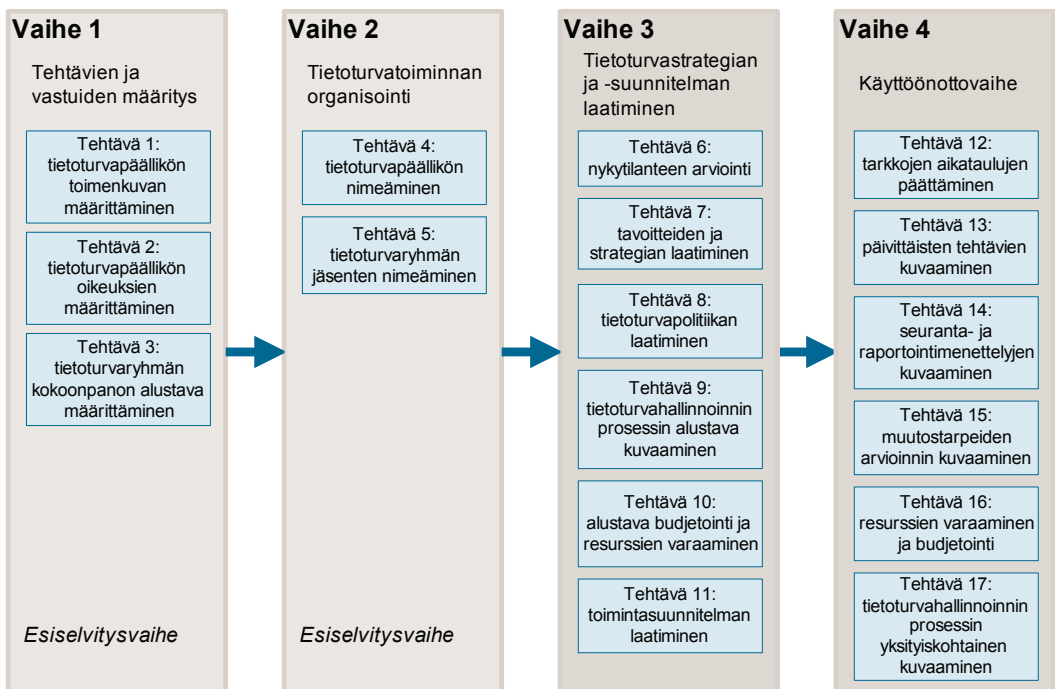 Vaihe 1
Tehtävien ja
vastuiden määritys
Tehtävä 1:
tietoturvapäällikön
toimenkuvan
määrittäminen
Tehtävä 2:
tietoturvapäällikön
oikeuksien
määrittäminen
Tehtävä 3:
tietoturvaryhmän
kokoonpanon alustava
määrittäminen
Esiselvitysvaihe
Vaihe 2
Tietoturvatoiminnan
organisointi
Tehtävä 4:
tietoturvapäällikön
nimeäminen
Tehtävä 5:
tietoturvaryhmän
jäsenten nimeäminen
Esiselvitysvaihe
Vaihe 3
Tietoturvastrategian
ja -suunnitelman
laatiminen
Tehtävä 6:
nykytilanteen arviointi
Tehtävä 7:
tavoitteiden ja
strategian laatiminen
Tehtävä 8:
tietoturvapolitiikan
laatiminen
Tehtävä 9:
tietoturvahallinnoinnin
prosessin alustava
kuvaaminen
Tehtävä 10:
alustava budjetointi ja
resurssien varaaminen
Tehtävä 11:
toimintasuunnitelman
laatiminen
Vaihe 4
Käyttöönottovaihe
Tehtävä 12:
tarkkojen aikataulujen
päättäminen
Tehtävä 13:
päivittäisten tehtävien
kuvaaminen
Tehtävä 14:
seuranta- ja
raportointimenettelyjen
kuvaaminen
Tehtävä 15:
muutostarpeiden
arvioinnin kuvaaminen
Tehtävä 16:
resurssien varaaminen
ja budjetointi
Tehtävä 17:
tietoturvahallinnoinnin
prosessin
yksityiskohtainen
kuvaaminen